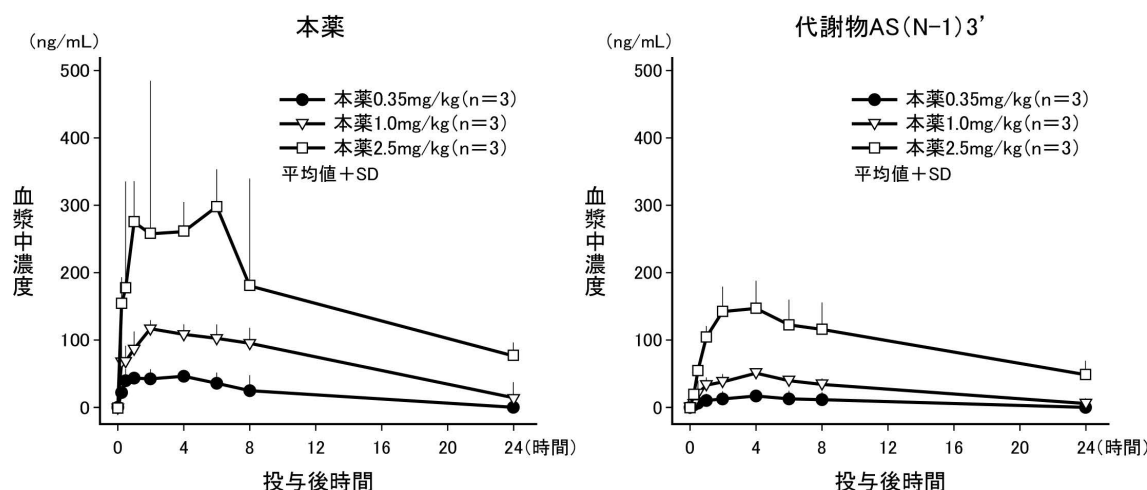 本薬
(ng/mL)
500
400
300
200
100
0
血漿中濃度
本薬0.35mg/kg(n=3)
本薬1.0mg/kg(n=3)
本薬2.5mg/kg(n=3)
平均値+SD
0 4 8 12 16 20 24(時間)
投与後時間
代謝物AS(N-1)3'
(ng/mL)
500
400
300
200
100
0
血漿中濃度
本薬0.35mg/kg(n=3)
本薬1.0mg/kg(n=3)
本薬2.5mg/kg(n=3)
平均値+SD
0 4 8 12 16 20 24(時間)
投与後時間